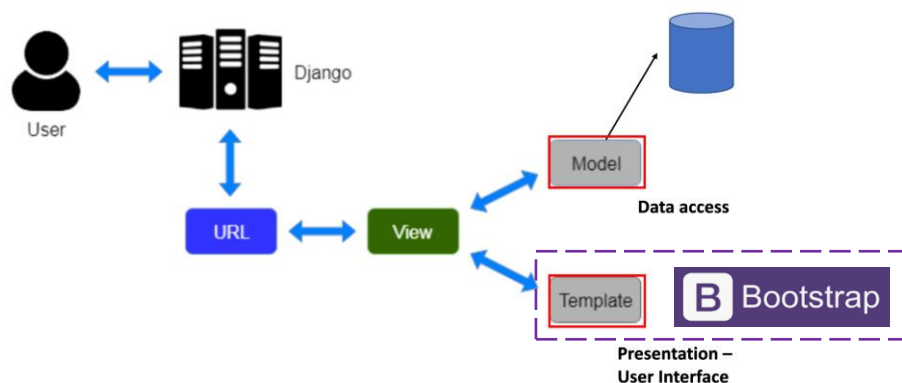 Django
User
Model
Data access
URL
View
Template
B Bootstrap
Presentation –
User Interface